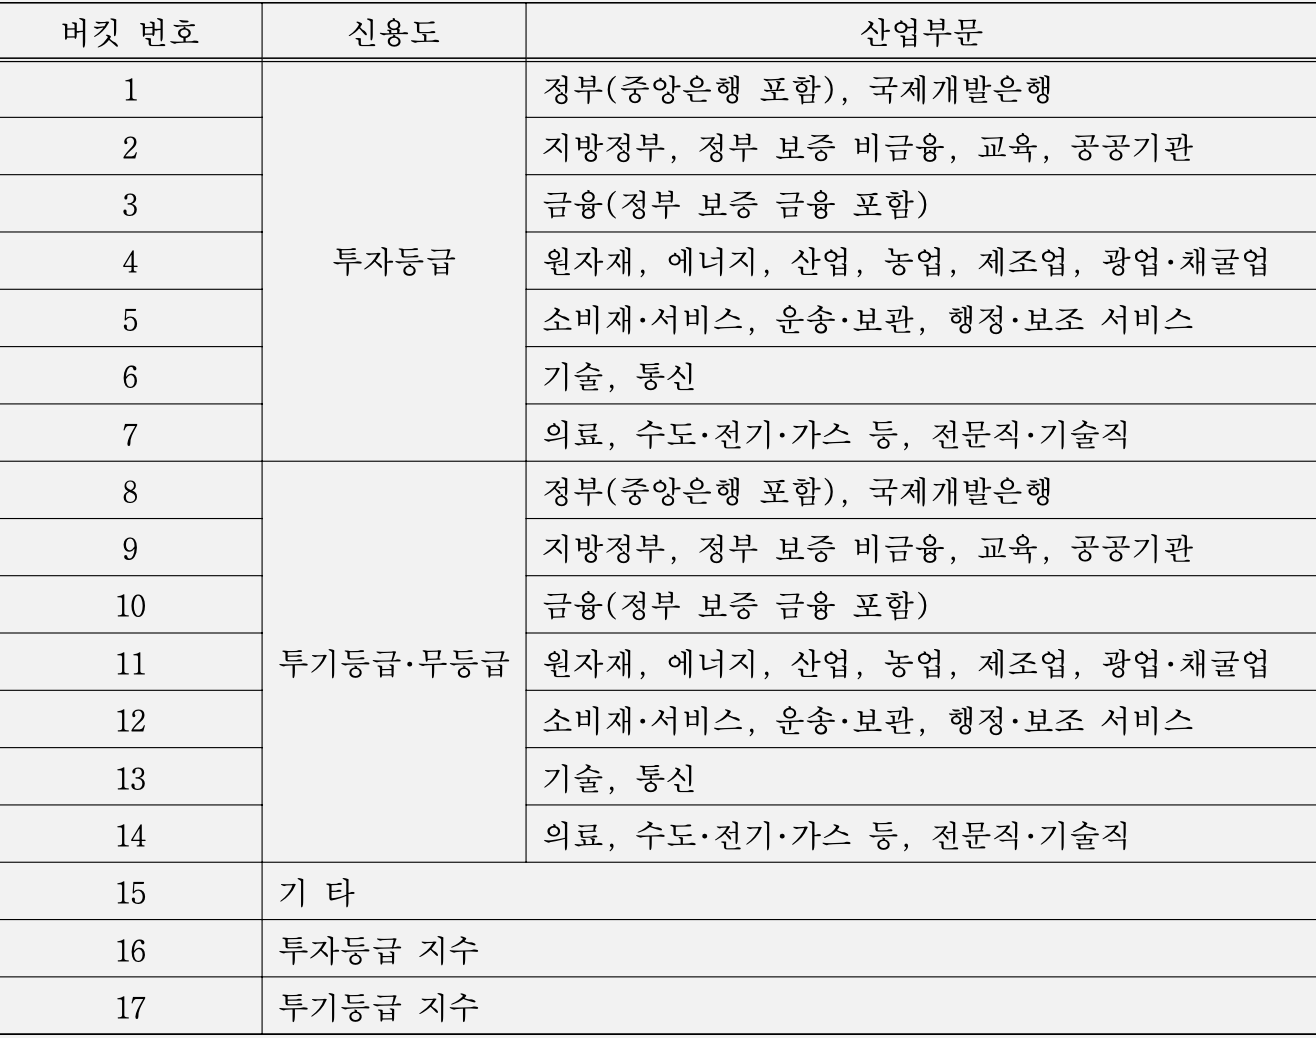 버킷 번호 신용도 산업부문
1 정부(중앙은행 포함), 국제개발은행
2 지방정부, 정부 보증 비금융, 교육, 공공기관
3 금융(정부 보증 금융 포함)
4 투자등급 원자재, 에너지, 산업, 농업, 제조업, 광업·채굴업
5 소비재·서비스, 운송·보관, 행정·보조 서비스
6 기술, 통신
7 의료, 수도·전기·가스 등, 전문직·기술직
8 정부(중앙은행 포함), 국제개발은행
9 지방정부, 정부 보증 비금융, 교육, 공공기관
10 금융(정부 보증 금융 포함)
11 투기등급·무등급 원자재, 에너지, 산업, 농업, 제조업, 광업·채굴업
12 소비재·서비스, 운송·보관, 행정·보조 서비스
13 기술, 통신
14 의료, 수도·전기·가스 등, 전문직·기술직
15 기 타
16 투자등급 지수
17 투기등급 지수